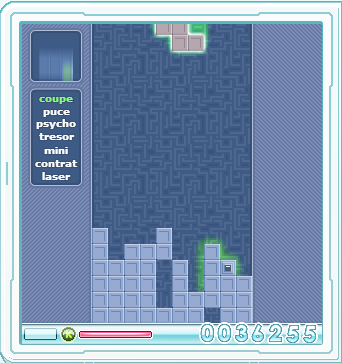 coupe
puce
psycho
tresor
mini
contrat
laser
0036255